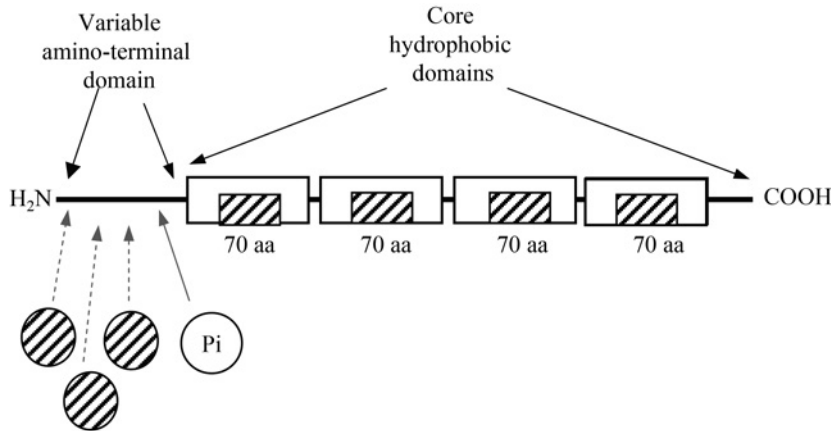 Variable
amino-terminal
domain
Core
hydrophobic
domains
H₂N
COOH
70 aa
70 aa
70 aa
70 aa
Pi